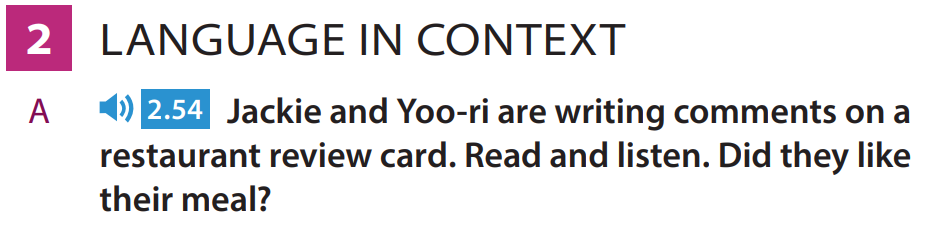 2 LANGUAGE IN CONTEXT
A 2.54 Jackie and Yoo-ri are writing comments on a
restaurant review card. Read and listen. Did they like
their meal?